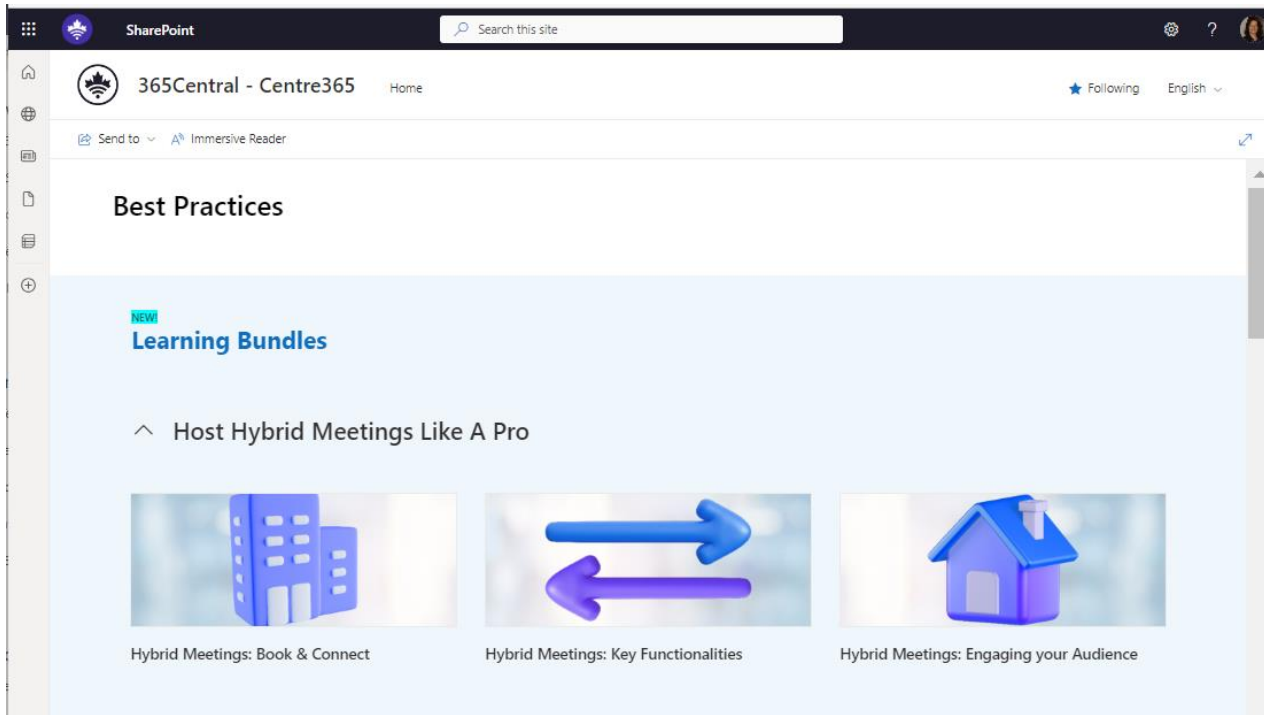 SharePoint
Search this site
?
365Central - Centre365
Home
Following
English
Send to
Immersive Reader
Best Practices
NEW!
Learning Bundles
Host Hybrid Meetings Like A Pro
Hybrid Meetings: Book & Connect
Hybrid Meetings: Key Functionalities
Hybrid Meetings: Engaging your Audience